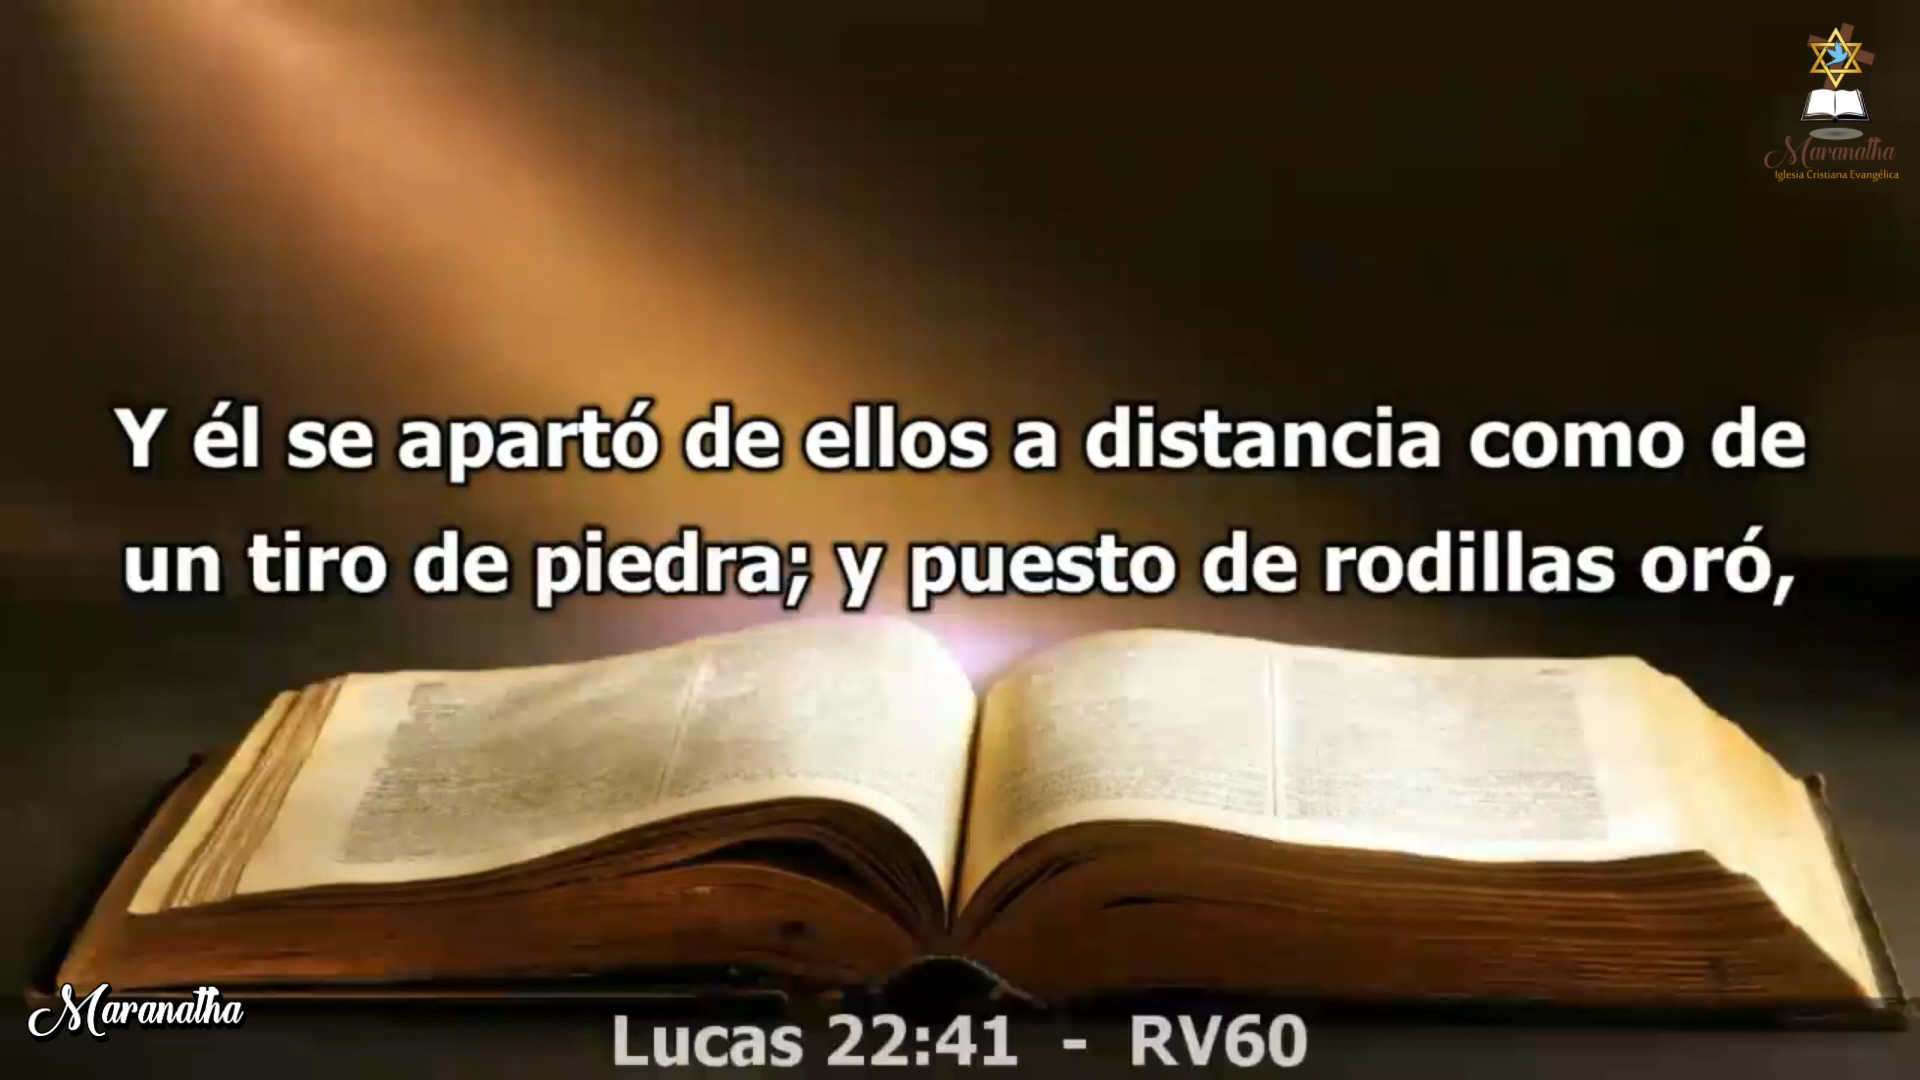 Maranatha
Iglesia Cristiana Evangélica
Y él se apartó de ellos a distancia como de
un tiro de piedra; y puesto de rodillas oró,
Maranatha
Lucas 22:41 - RV60